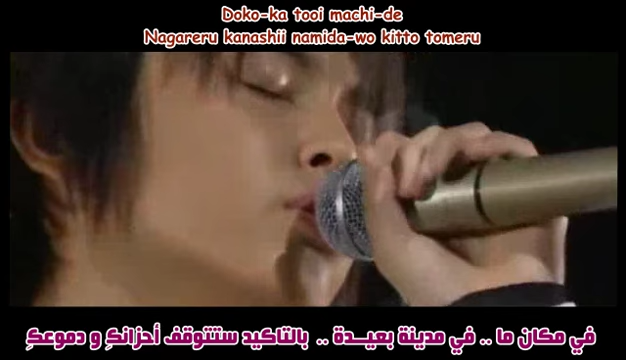 Doko-ka tooi machi-de
Nagareru kanashii namida-wo kitto tomeru
في مكان ما .. في مدينة بعيـــدة .. بالتاكيد ستتوقف أحزانكِ و دموعكِ